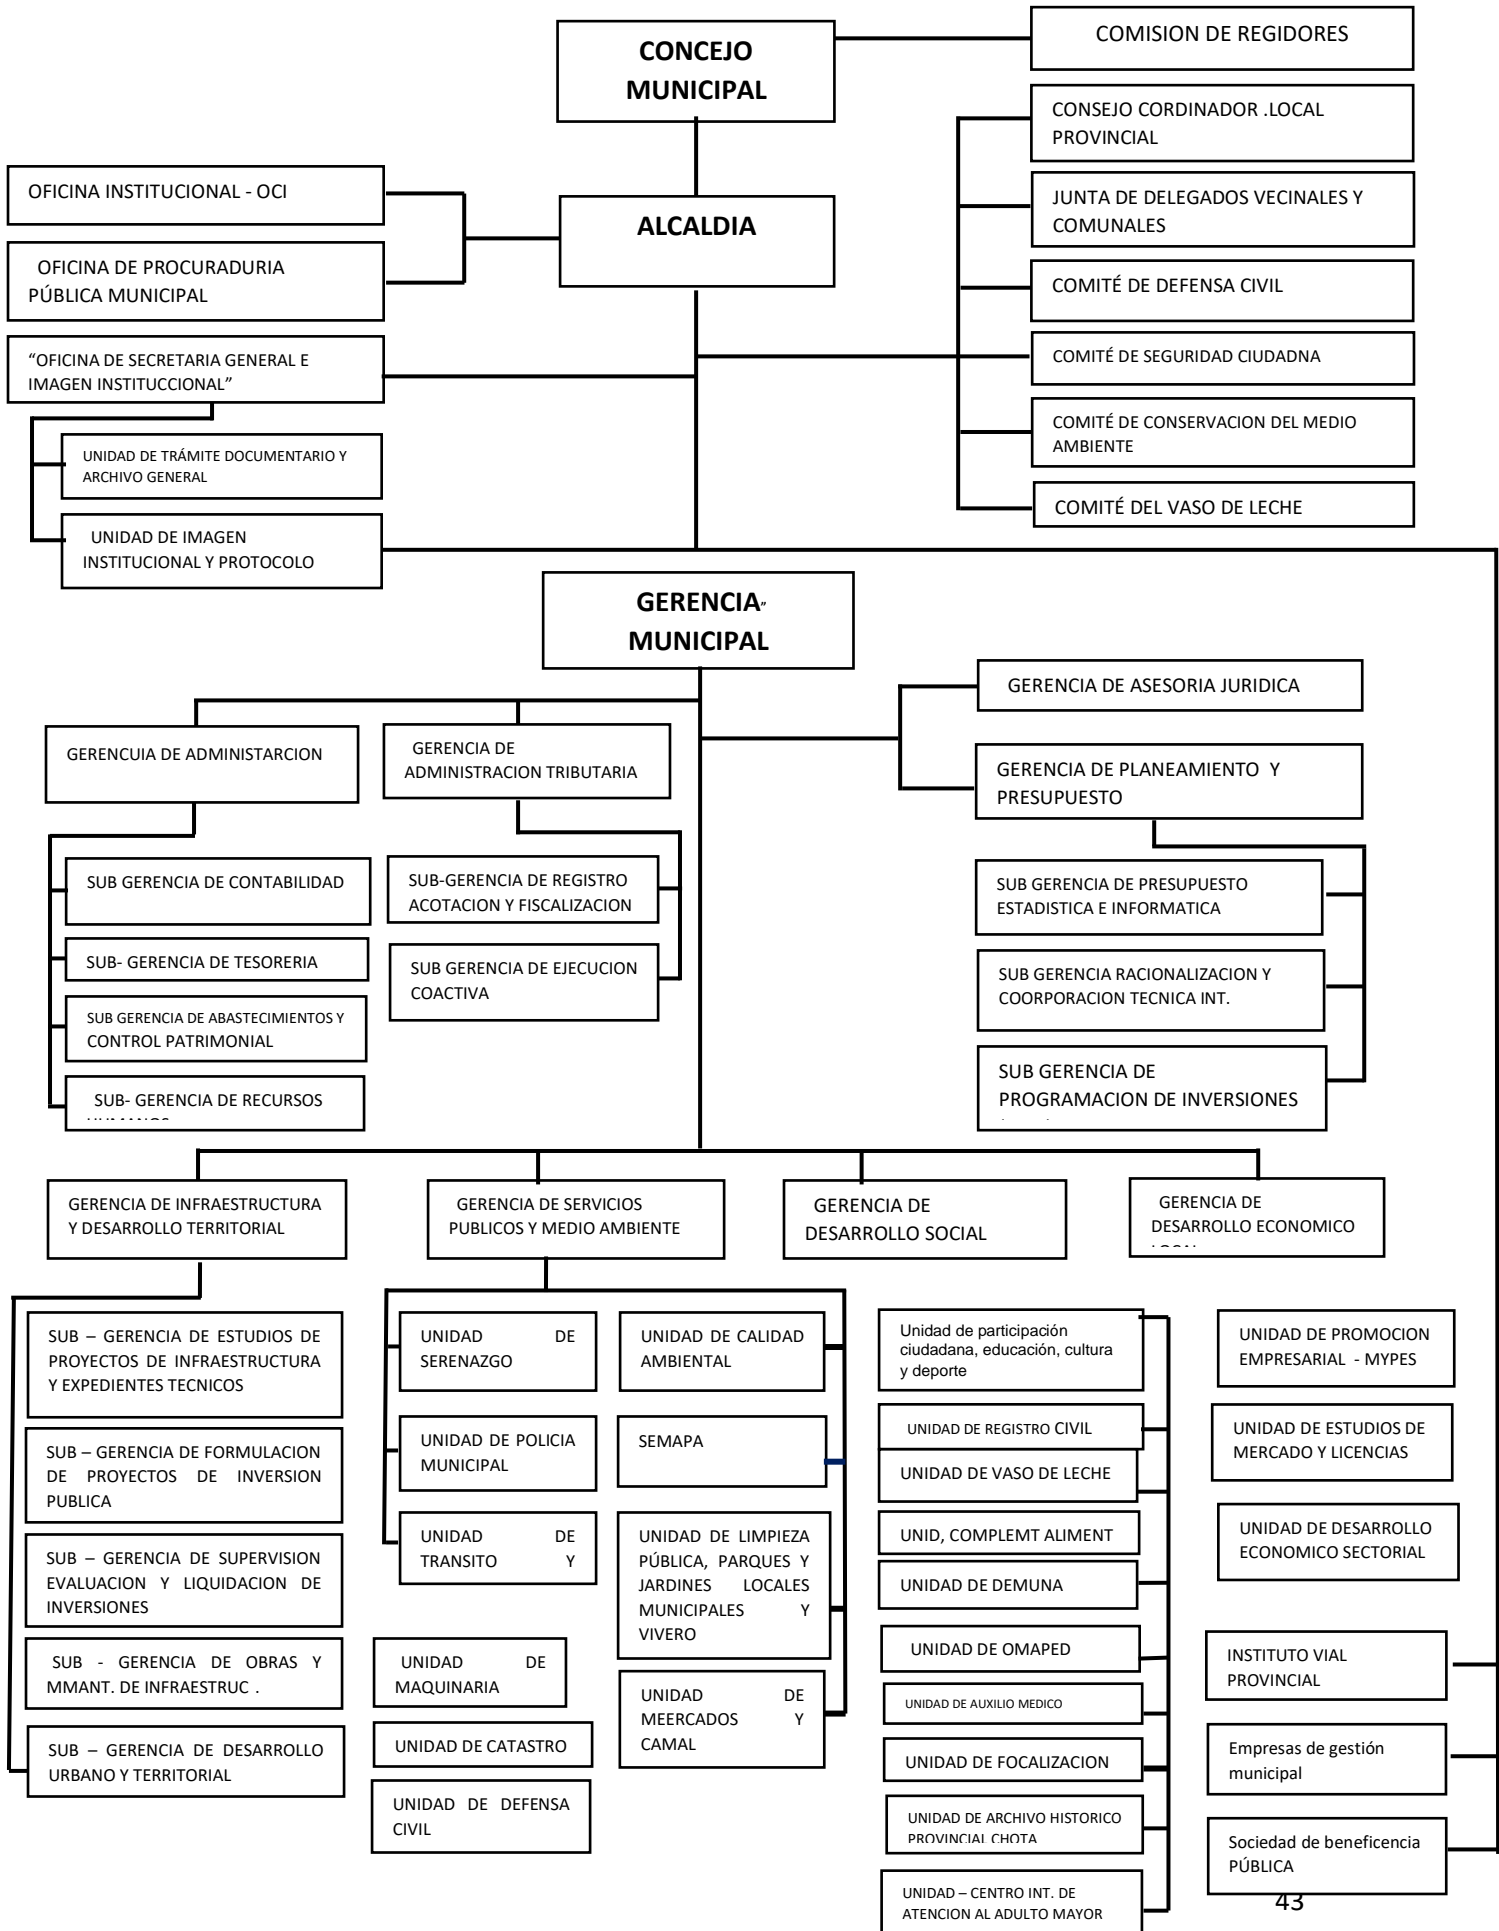 CONCEJO
MUNICIPAL
COMISION DE REGIDORES
CONSEJO CORDINADOR .LOCAL
PROVINCIAL
OFICINA INSTITUCIONAL - OCI
ALCALDIA
JUNTA DE DELEGADOS VECINALES Y
COMUNALES
OFICINA DE PROCURADURIA
PÚBLICA MUNICIPAL
COMITÉ DE DEFENSA CIVIL
“OFICINA DE SECRETARIA GENERAL E
IMAGEN INSTITUCCIONAL”
COMITÉ DE SEGURIDAD CIUDADNA
COMITÉ DE CONSERVACION DEL MEDIO
AMBIENTE
UNIDAD DE TRÁMITE DOCUMENTARIO Y
ARCHIVO GENERAL
COMITÉ DEL VASO DE LECHE
UNIDAD DE IMAGEN
INSTITUCIONAL Y PROTOCOLO
GERENCIA”
MUNICIPAL
GERENCIA DE ASESORIA JURIDICA
GERENCUIA DE ADMINISTARCION
GERENCIA DE
ADMINISTRACION TRIBUTARIA
GERENCIA DE PLANEAMIENTO Y
PRESUPUESTO
SUB GERENCIA DE CONTABILIDAD
SUB- GERENCIA DE TESORERIA
SUB GERENCIA DE ABASTECIMIENTOS Y
CONTROL PATRIMONIAL
SUB- GERENCIA DE RECURSOS
SUB-GERENCIA DE REGISTRO
ACOTACION Y FISCALIZACION
SUB GERENCIA DE EJECUCION
COACTIVA
SUB GERENCIA DE PRESUPUESTO
ESTADISTICA E INFORMATICA
SUB GERENCIA RACIONALIZACION Y
COORPORACION TECNICA INT.
SUB GERENCIA DE
PROGRAMACION DE INVERSIONES
GERENCIA DE INFRAESTRUCTURA
Y DESARROLLO TERRITORIAL
GERENCIA DE SERVICIOS
PUBLICOS Y MEDIO AMBIENTE
GERENCIA DE
DESARROLLO SOCIAL
GERENCIA DE
DESARROLLO ECONOMICO
SUB – GERENCIA DE ESTUDIOS DE
PROYECTOS DE INFRAESTRUCTURA
Y EXPEDIENTES TECNICOS
SUB – GERENCIA DE FORMULACION
DE PROYECTOS DE INVERSION
PUBLICA
SUB – GERENCIA DE SUPERVISION
EVALUACION Y LIQUIDACION DE
INVERSIONES
SUB - GERENCIA DE OBRAS Y
MMANT. DE INFRAESTRUC .
SUB – GERENCIA DE DESARROLLO
URBANO Y TERRITORIAL
UNIDAD DE
SERENAZGO
UNIDAD DE POLICIA
MUNICIPAL
UNIDAD DE
TRANSITO Y
UNIDAD DE
MAQUINARIA
UNIDAD DE CATASTRO
UNIDAD DE DEFENSA
CIVIL
UNIDAD DE CALIDAD
AMBIENTAL
SEMAPA
UNIDAD DE LIMPIEZA
PÚBLICA, PARQUES Y
JARDINES LOCALES
MUNICIPALES Y
VIVERO
UNIDAD DE
MEERCADOS Y
CAMAL
Unidad de participación
ciudadana, educación, cultura
y deporte
UNIDAD DE REGISTRO CIVIL
UNIDAD DE VASO DE LECHE
UNID, COMPLEMT ALIMENT
UNIDAD DE DEMUNA
UNIDAD DE OMAPED
UNIDAD DE AUXILIO MEDICO
UNIDAD DE FOCALIZACION
UNIDAD DE ARCHIVO HISTORICO
PROVINCIAL CHOTA
UNIDAD – CENTRO INT. DE
ATENCION AL ADULTO MAYOR
UNIDAD DE PROMOCION
EMPRESARIAL - MYPES
UNIDAD DE ESTUDIOS DE
MERCADO Y LICENCIAS
UNIDAD DE DESARROLLO
ECONOMICO SECTORIAL
INSTITUTO VIAL
PROVINCIAL
Empresas de gestión
municipal
Sociedad de beneficencia
PÚBLICA
43